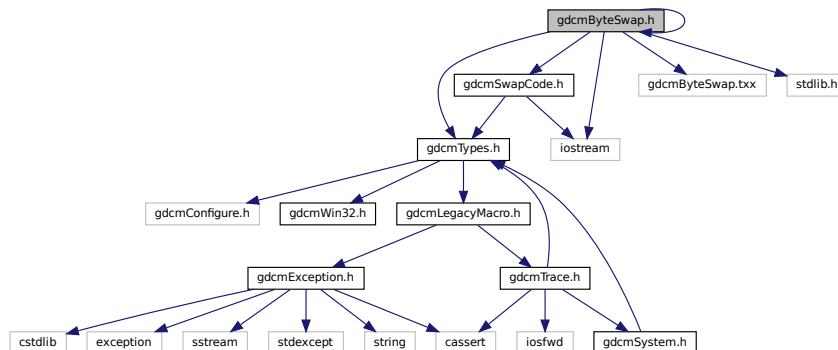 gdcmByteSwap.h
gdcmSwapCode.h
gdcmByteSwap.txx
stdlib.h
gdcmTypes.h
iostream
gdcmConfigure.h
gdcmWin32.h
gdcmLegacyMacro.h
gdcmException.h
gdcmTrace.h
cstdlib
exception
sstream
stdexcept
string
cassert
iosfwd
gdcmSystem.h